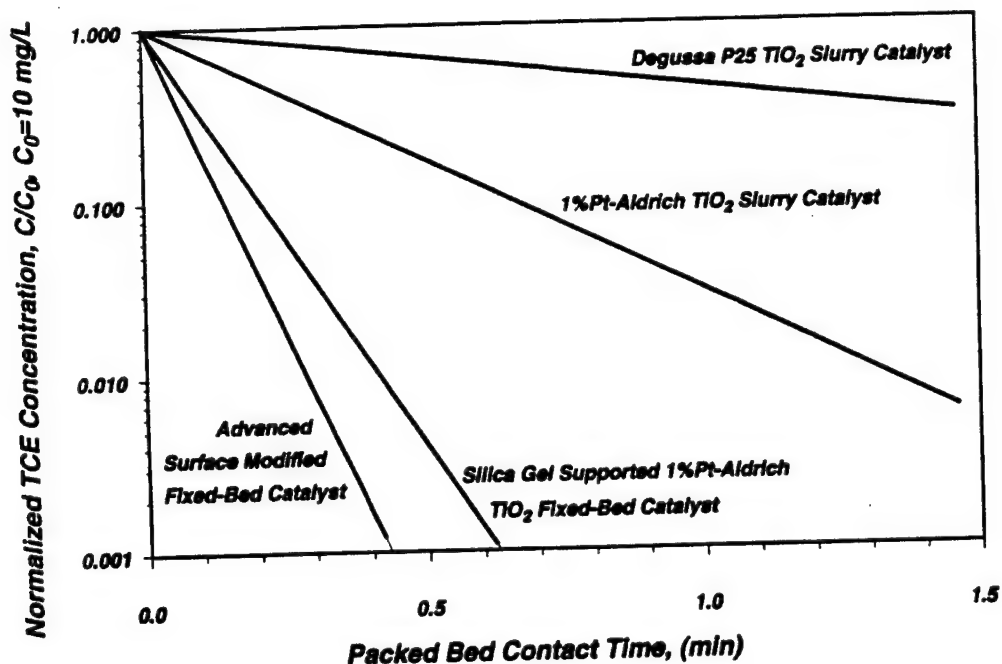 Normalized TCE Concentration, C/C₀, C₀=10 mg/L
1.000
0.100
0.010
0.001
Degussa P25 TiO₂ Slurry Catalyst
1%Pt-Aldrich TiO₂ Slurry Catalyst
Advanced
Surface Modified
Fixed-Bed Catalyst
Silica Gel Supported 1%Pt-Aldrich
TiO₂ Fixed-Bed Catalyst
0.0
0.5
1.0
1.5
Packed Bed Contact Time, (min)